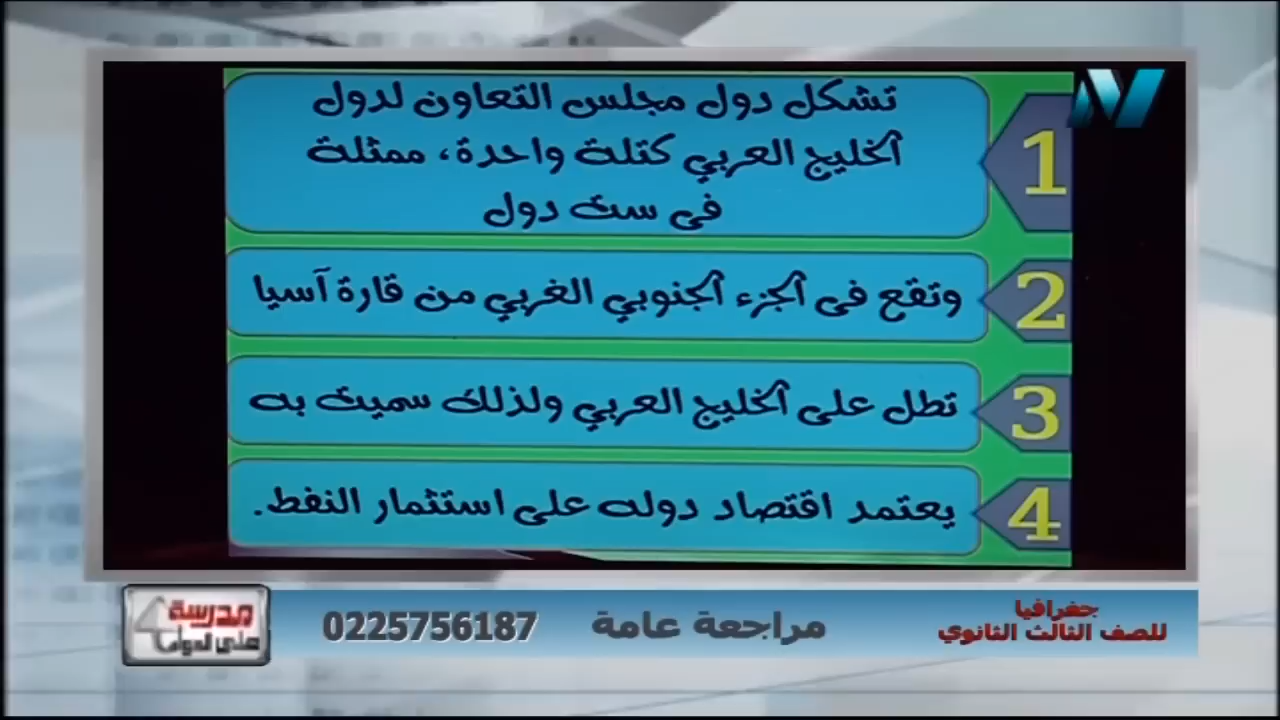 1
تشكل دول مجلس التعاون لدول
الخليج العربي كتلة واحدة، ممثلة
فى ست دول
2
وتقع فى الجزء الجنوبي الغربي من قارة آسيا
3
تطل على الخليج العربي ولذلك سميت به
4
يعتمد اقتصاد دوله على استثمار النفط.
جغرافيا
للصف الثالث الثانوي
مراجعة عامة
0225756187
مدرسة
على الهواء